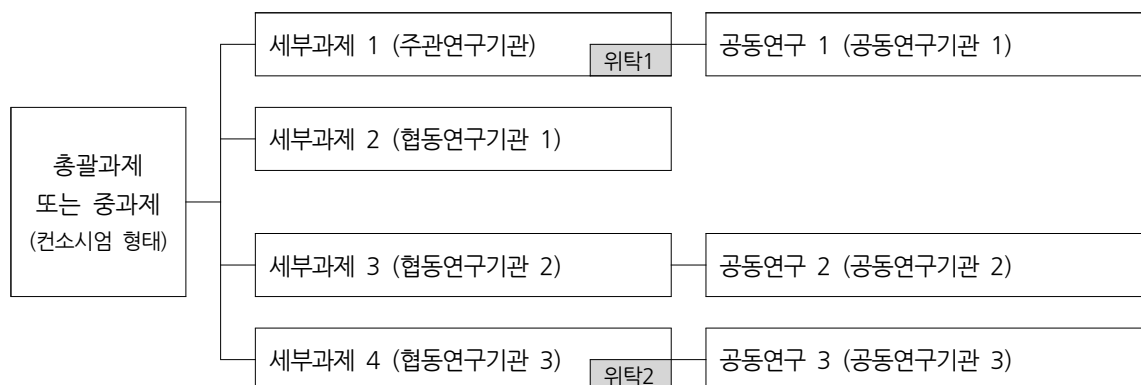 세부과제 1 (주관연구기관)
위탁1
공동연구 1 (공동기관 1)
세부과제 2 (협동연구기관 1)
총괄과제
또는 중과제
(컨소시엄 형태)
세부과제 3 (협동연구기관 2)
공동연구 2 (공동연구기관 2)
세부과제 4 (협동연구기관 3)
위탁2
공동연구 3 (공동기관 3)